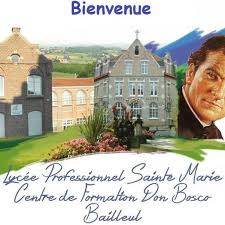 Bienvenue
Lycée Professionnel Sainte Marie
Centre de Formation Don Bosco
Bailleul